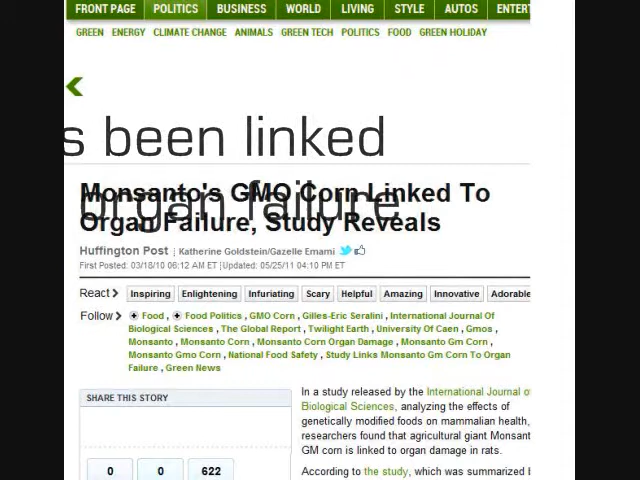 FRONT PAGE POLITICS BUSINESS WORLD LIVING STYLE AUTOS
GREEN ENERGY CLIMATE CHANGE ANIMALS GREEN TECH POLITICS FOOD GREEN HOLIDAY
s been linked
organ failure
Monsanto's GMO Corn Linked To
Organ Failure, Study Reveals
Huffington Post | Katherine Goldstein/Gazelle Emami
First Posted: 03/18/10 06:12 AM ET | Updated: 05/25/11 04:10 PM ET
React > Inspiring Enlightening Infuriating Scary Helpful Amazing Innovative Adorable
Follow > Food , Food Politics , GMO Corn , Gilles-Eric Seralini , International Journal Of
Biological Sciences , The Global Report , Twilight Earth , University Of Caen , Gmos ,
Monsanto , Monsanto Corn , Monsanto Corn Organ Damage , Monsanto Gm Corn ,
Monsanto Gmo Corn , National Food Safety , Study Links Monsanto Gm Corn To Organ
Failure , Green News
SHARE THIS STORY
0 0 622
In a study released by the International Journal
Biological Sciences, analyzing the effects of
genetically modified foods on mammalian health,
researchers found that agricultural giant Monsant
GM corn is linked to organ damage in rats.
According to the study, which was summarized